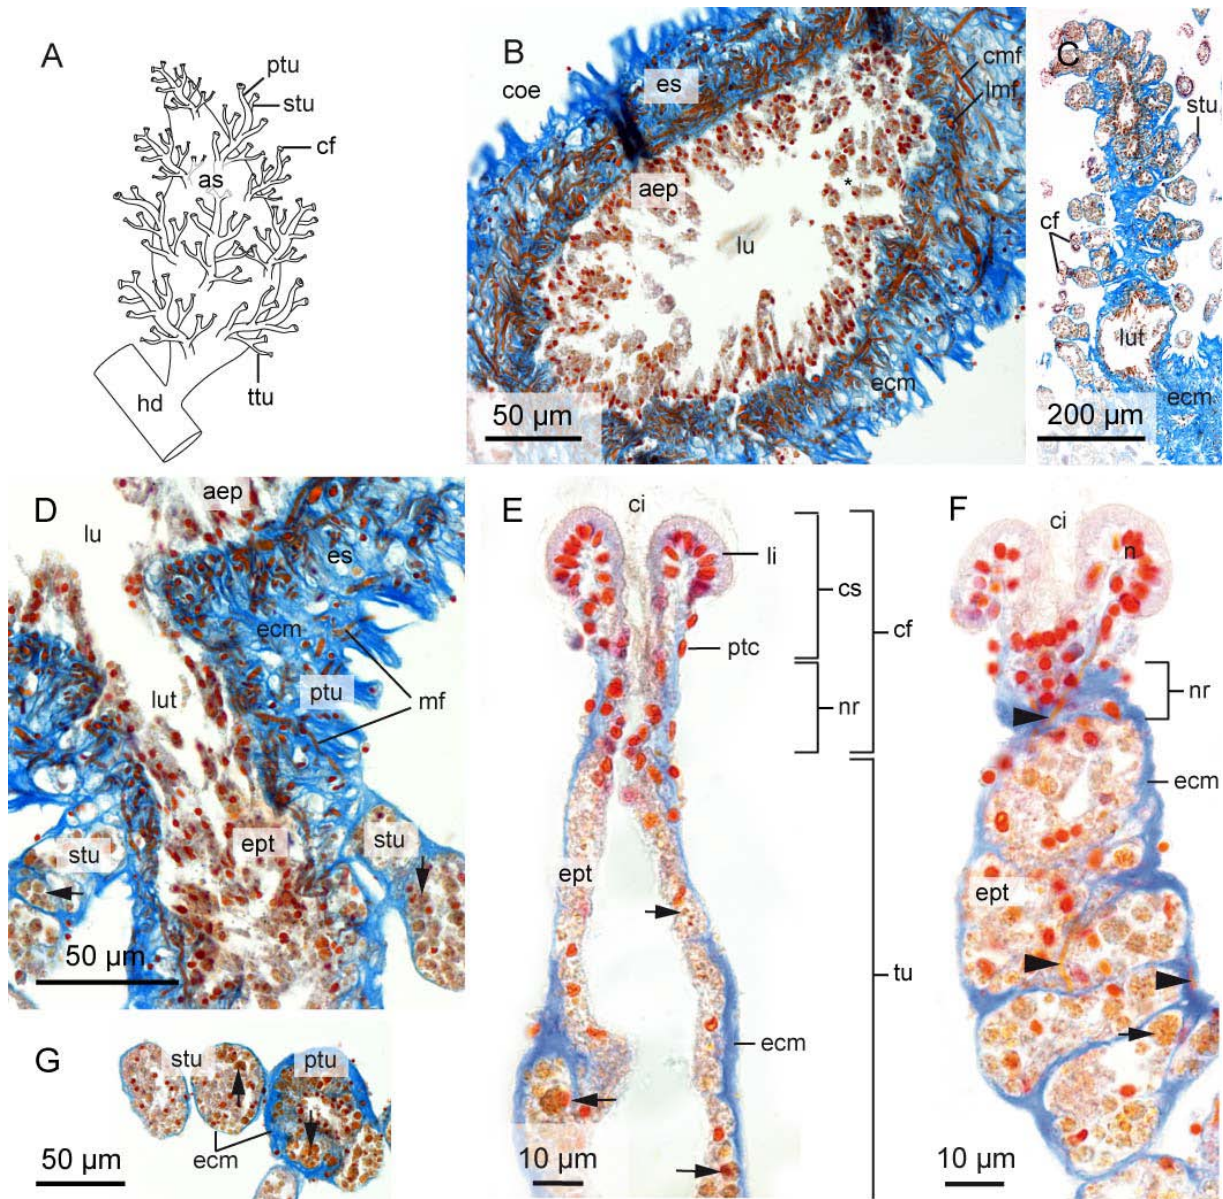 A
ptu
stu
cf
as
hd
ttu
B
coe
es
cmf
lmf
aep
*
lu
ecm
50 µm
C
stu
cf
lut
ecm
200 µm
D
aep
lu
es
ecm
ptu
lut
mf
stu
ept
stu
50 µm
E
ci
li
cs
cf
ptc
nr
ept
tu
ecm
10 µm
F
ci
n
nr
ecm
ept
10 µm
G
stu
ptu
ecm
50 µm